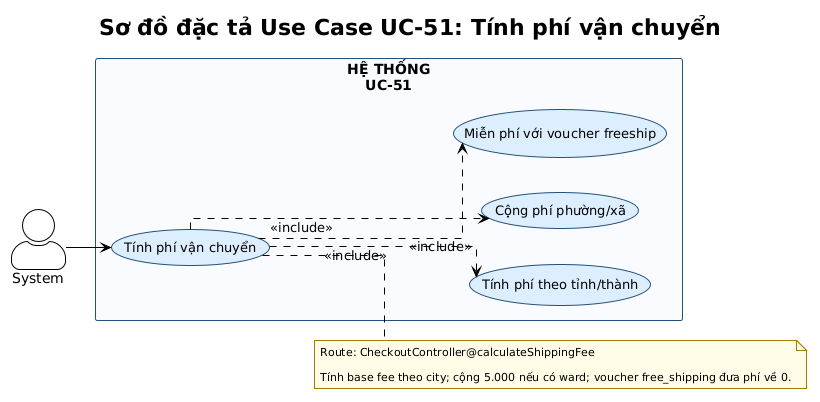 Sơ đồ đặc tả Use Case UC-51: Tính phí vận chuyển
HỆ THỐNG
UC-51
Miễn phí với voucher freeship
Cộng phí phường/xã
«include»
Tính phí vận chuyển
«include»
«include»
System
Tính phí theo tỉnh/thành
Route: CheckoutController@calculateShippingFee
Tính base fee theo city; cộng 5.000 nếu có ward; voucher free_shipping đưa phí về 0.